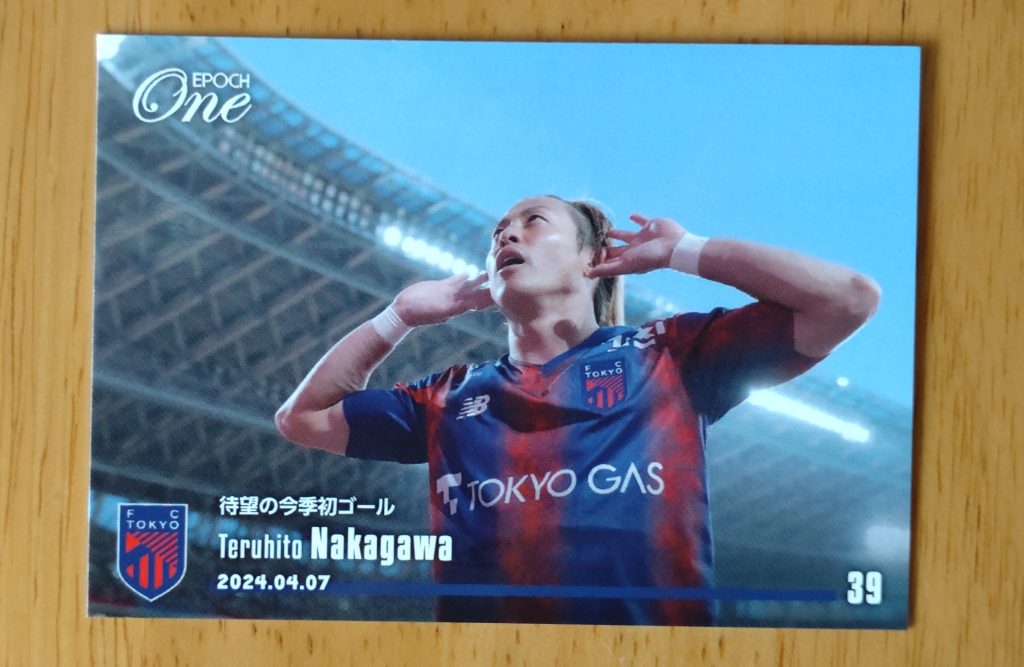 EPOCH
One
F C
TOKYO
NB
TOKYO GAS
待望の今季初ゴール
F C
TOKYO
Teruhito Nakagawa
2024.04.07
39